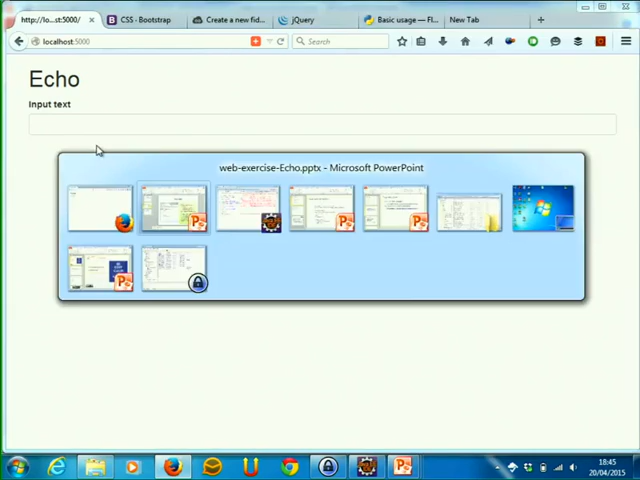 http://lo...st:5000/
CSS · Bootstrap
Create a new fid...
jQuery
Basic usage — Fl...
New Tab
localhost:5000
Search
Echo
Input text
web-exercise-Echo.pptx - Microsoft PowerPoint
18:45
20/04/2015